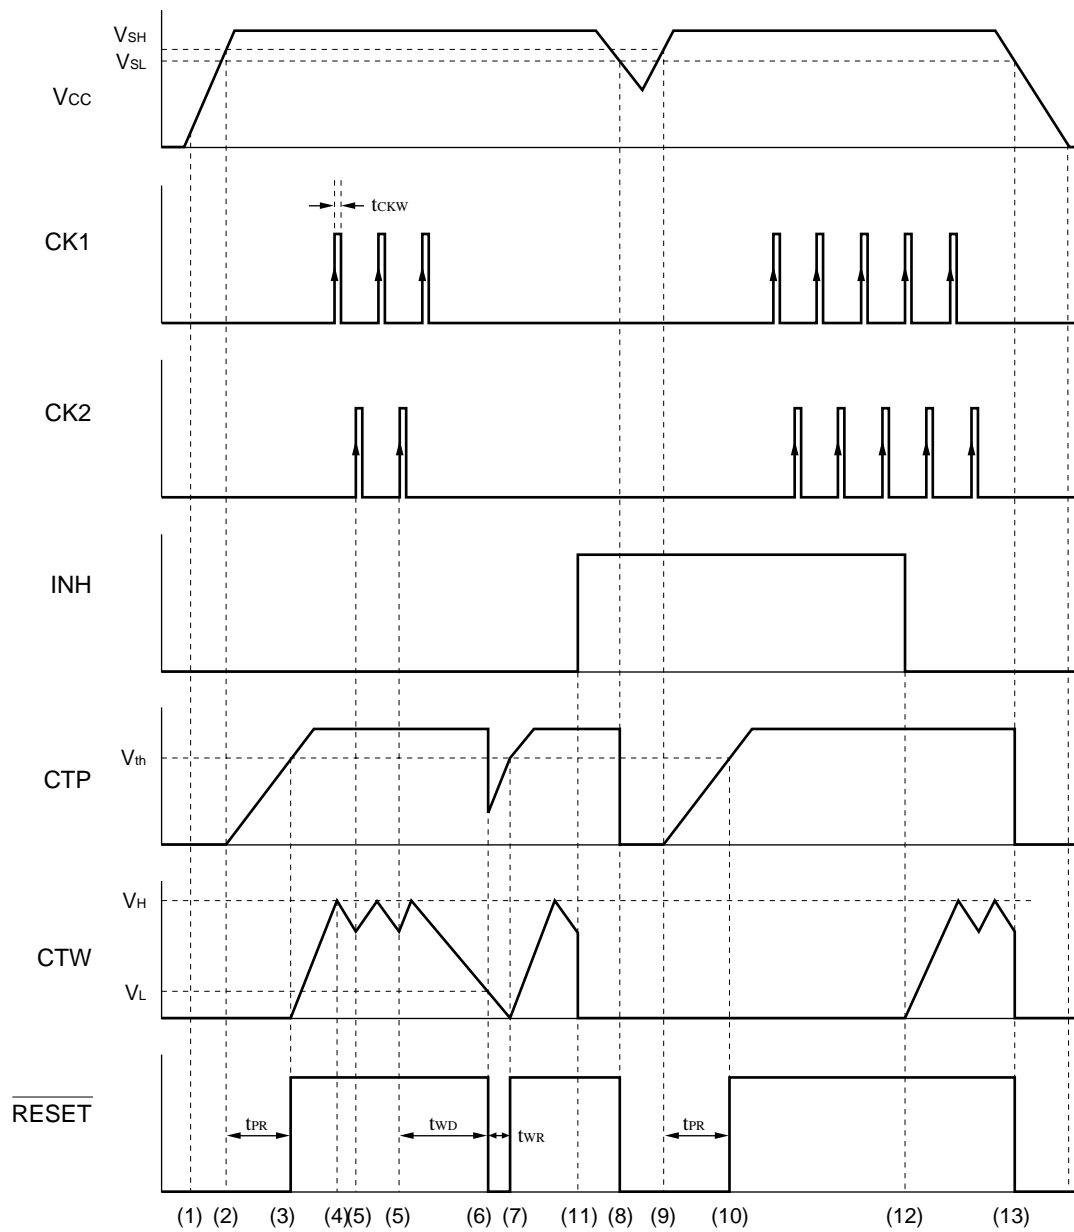 VSH
VSL
VCC
tCKW
CK1
CK2
INH
Vth
CTP
VH
CTW
VL
RESET
tPR tWD tWR tPR
(1) (2) (3) (4) (5) (5) (6) (7) (11) (8) (9) (10) (12) (13)